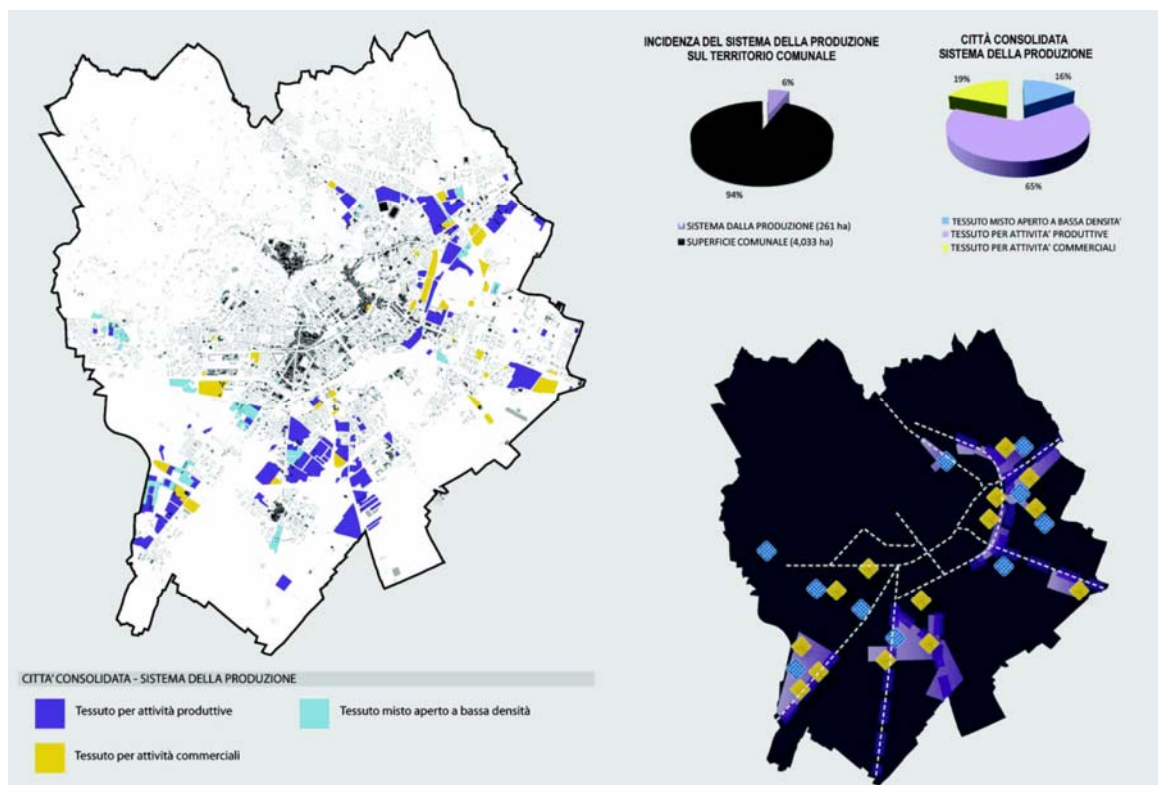 INCIDENZA DEL SISTEMA DELLA PRODUZIONE
SUL TERRITORIO COMUNALE
6%
94%
SISTEMA DALLA PRODUZIONE (261 ha)
SUPERFICIE COMUNALE (4,033 ha)
CITTÀ CONSOLIDATA
SISTEMA DELLA PRODUZIONE
19%
16%
65%
TESSUTO MISTO APERTO A BASSA DENSITA'
TESSUTO PER ATTIVITA' PRODUTTIVE
TESSUTO PER ATTIVITA' COMMERCIALI
CITTA' CONSOLIDATA - SISTEMA DELLA PRODUZIONE
Tessuto per attività produttive
Tessuto misto aperto a bassa densità
Tessuto per attività commerciali